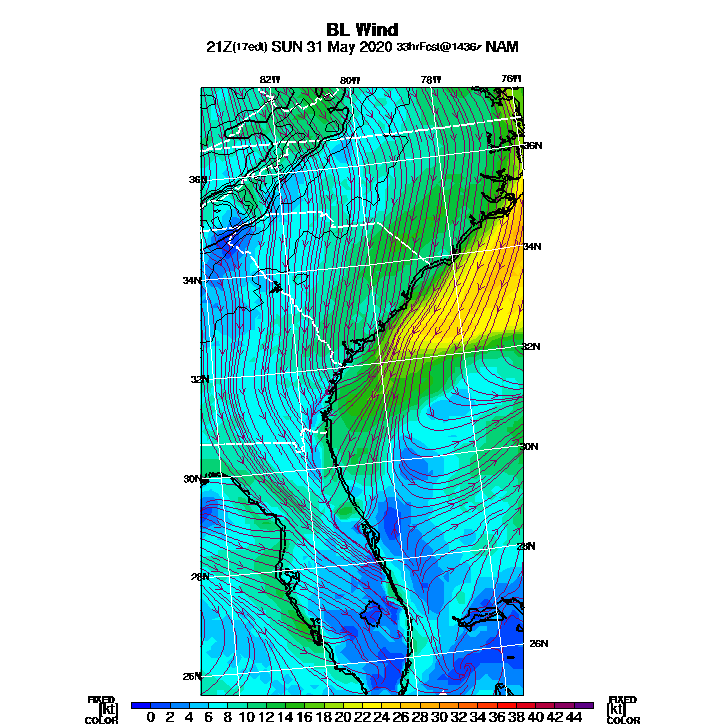 BL Wind
21Z(17edt) SUN 31 May 2020 33hrFcst@1436z NAM
82W 80W 78W 76W
36N
36N
34N
34N
32N
32N
30N
30N
28N
28N
26N
26N
FIXED FIXED
[kt] 0 2 4 6 8 10 12 14 16 18 20 22 24 26 28 30 32 34 36 38 40 42 44 [kt]
COLOR COLOR